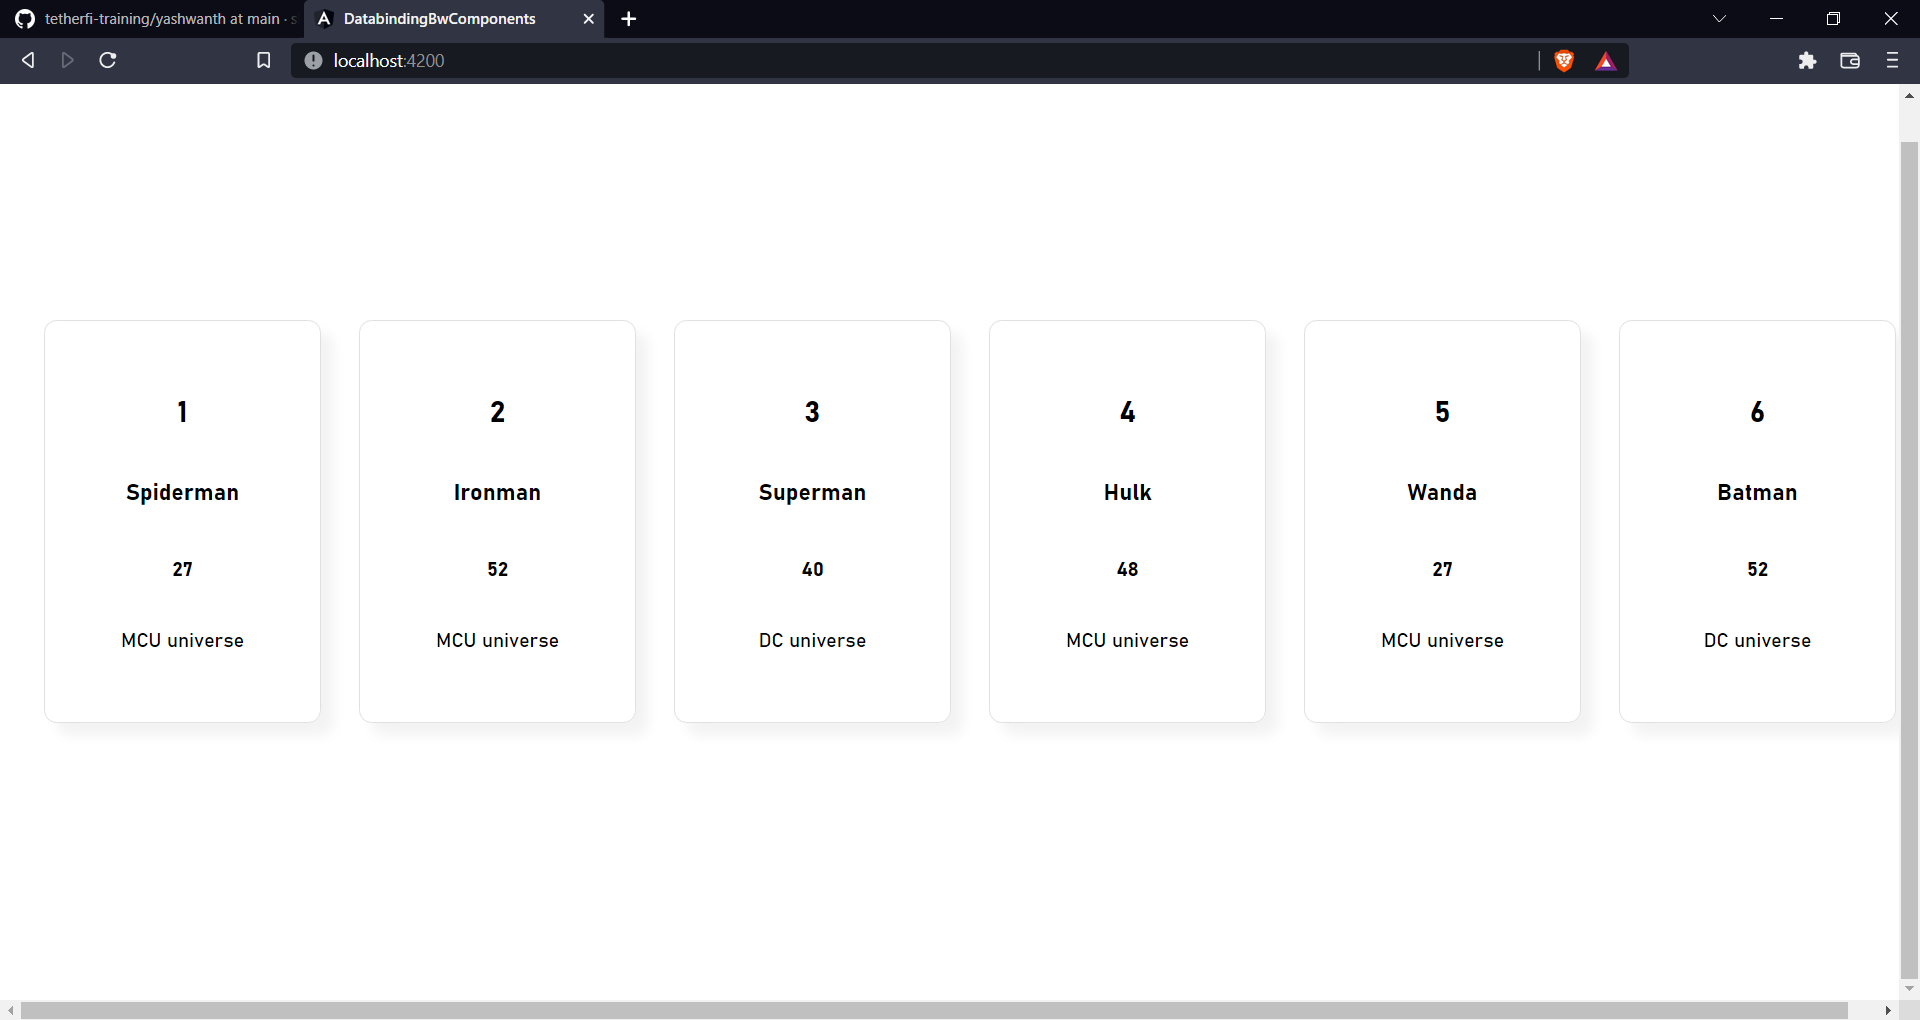 tetherfi-training/yashwanth at main · s
DatabindingBwComponents
localhost:4200
1
Spiderman
27
MCU universe
2
Ironman
52
MCU universe
3
Superman
40
DC universe
4
Hulk
48
MCU universe
5
Wanda
27
MCU universe
6
Batman
52
DC universe